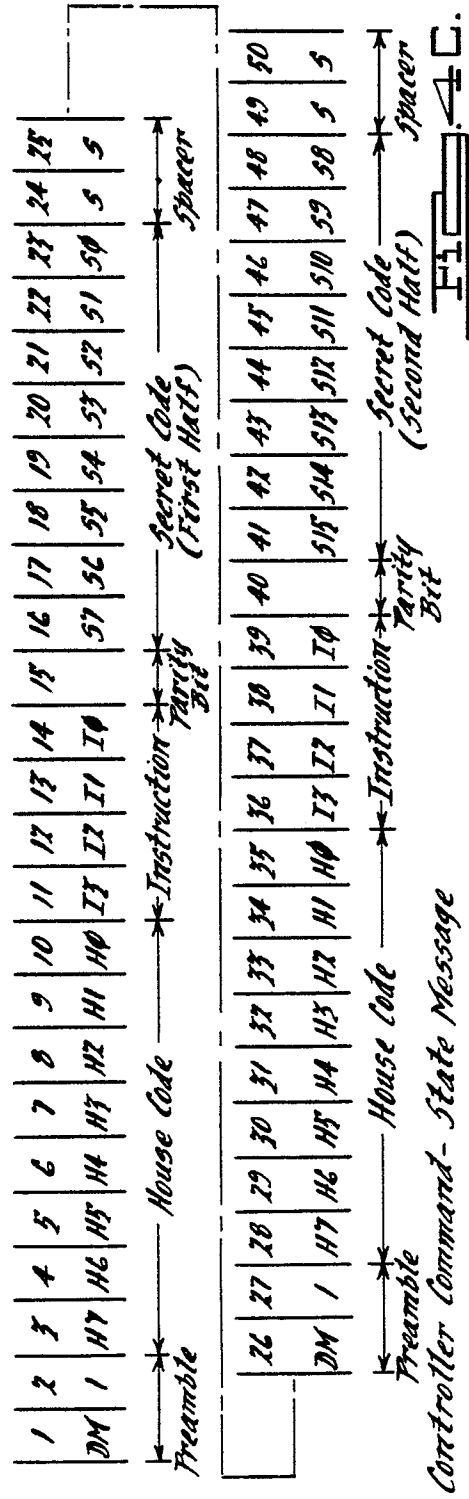 1 2 3 4 5 6 7 8 9 10 11 12 13 14 15 16 17 18 19 20 21 22 23 24 25
DM 1 H7 H6 H5 H4 H3 H2 H1 HØ I3 I2 I1 IØ S7 S6 S5 S4 S3 S2 S1 SØ S S
Preamble House Code Instruction Parity Bit Secret Code (First Half) Spacer
26 27 28 29 30 31 32 33 34 35 36 37 38 39 40 41 42 43 44 45 46 47 48 49 50
DM 1 H7 H6 H5 H4 H3 H2 H1 HØ I3 I2 I1 IØ S15 S14 S13 S12 S11 S10 S9 S8 S S
Preamble House Code Instruction Parity Bit Secret Code (Second Half) Spacer
Controller Command-State Message
FIG. 4C.